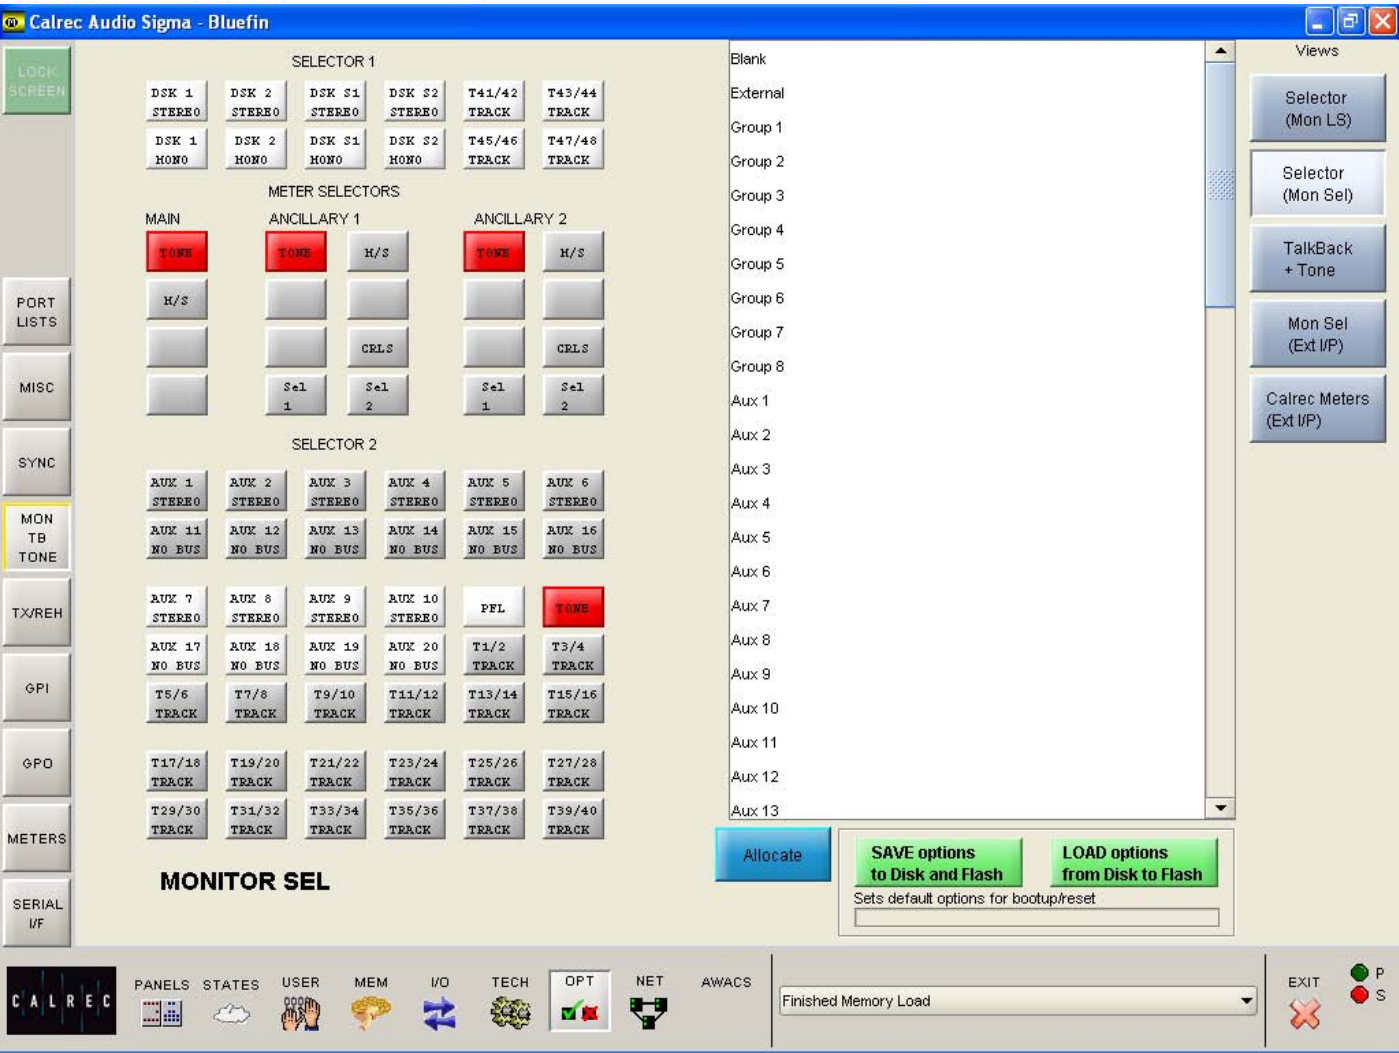 Calrec Audio Sigma - Bluefin
LOCK
SCREEN
PORT
LISTS
MISC
SYNC
MON
TB
TONE
TX/REH
GPI
GPO
METERS
SERIAL
I/F
SELECTOR 1
DSK 1 STEREO
DSK 2 STEREO
DSK S1 STEREO
DSK S2 STEREO
T41/42 TRACK
T43/44 TRACK
DSK 1 MONO
DSK 2 MONO
DSK S1 MONO
DSK S2 MONO
T45/46 TRACK
T47/48 TRACK
METER SELECTORS
MAIN ANCILLARY 1 ANCILLARY 2
TONE TONE H/S TONE H/S
H/S
CRLS CRLS
Sel 1
Sel 2
Sel 1
Sel 2
SELECTOR 2
AUX 1 STEREO
AUX 2 STEREO
AUX 3 STEREO
AUX 4 STEREO
AUX 5 STEREO
AUX 6 STEREO
AUX 11 NO BUS
AUX 12 NO BUS
AUX 13 NO BUS
AUX 14 NO BUS
AUX 15 NO BUS
AUX 16 NO BUS
AUX 7 STEREO
AUX 8 STEREO
AUX 9 STEREO
AUX 10 STEREO
PFL
TONE
AUX 17 NO BUS
AUX 18 NO BUS
AUX 19 NO BUS
AUX 20 NO BUS
T1/2 TRACK
T3/4 TRACK
T5/6 TRACK
T7/8 TRACK
T9/10 TRACK
T11/12 TRACK
T13/14 TRACK
T15/16 TRACK
T17/18 TRACK
T19/20 TRACK
T21/22 TRACK
T23/24 TRACK
T25/26 TRACK
T27/28 TRACK
T29/30 TRACK
T31/32 TRACK
T33/34 TRACK
T35/36 TRACK
T37/38 TRACK
T39/40 TRACK
MONITOR SEL
Blank
External
Group 1
Group 2
Group 3
Group 4
Group 5
Group 6
Group 7
Group 8
Aux 1
Aux 2
Aux 3
Aux 4
Aux 5
Aux 6
Aux 7
Aux 8
Aux 9
Aux 10
Aux 11
Aux 12
Aux 13
Allocate
SAVE options
to Disk and Flash
LOAD options
from Disk to Flash
Sets default options for bootup/reset
Views
Selector
(Mon LS)
Selector
(Mon Sel)
TalkBack
+ Tone
Mon Sel
(Ext I/P)
Calrec Meters
(Ext I/P)
CALREC
PANELS STATES USER MEM I/O TECH OPT NET AWACS
Finished Memory Load
EXIT
P
S